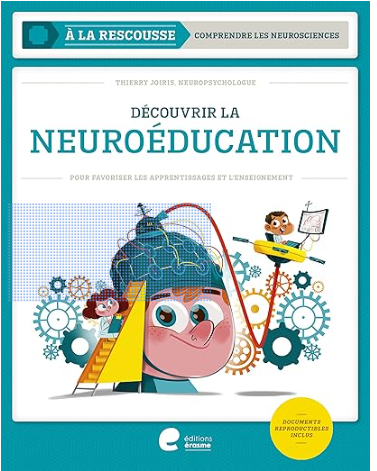 À LA RESCOUSSE COMPRENDRE LES NEUROSCIENCES
THIERRY JOIRIS, NEUROPSYCHOLOGUE
DÉCOUVRIR LA
NEUROÉDUCATION
POUR FAVORISER LES APPRENTISSAGES ET L'ENSEIGNEMENT
DOCUMENTS
REPRODUCTIBLES
INCLUS
éditions
érasme